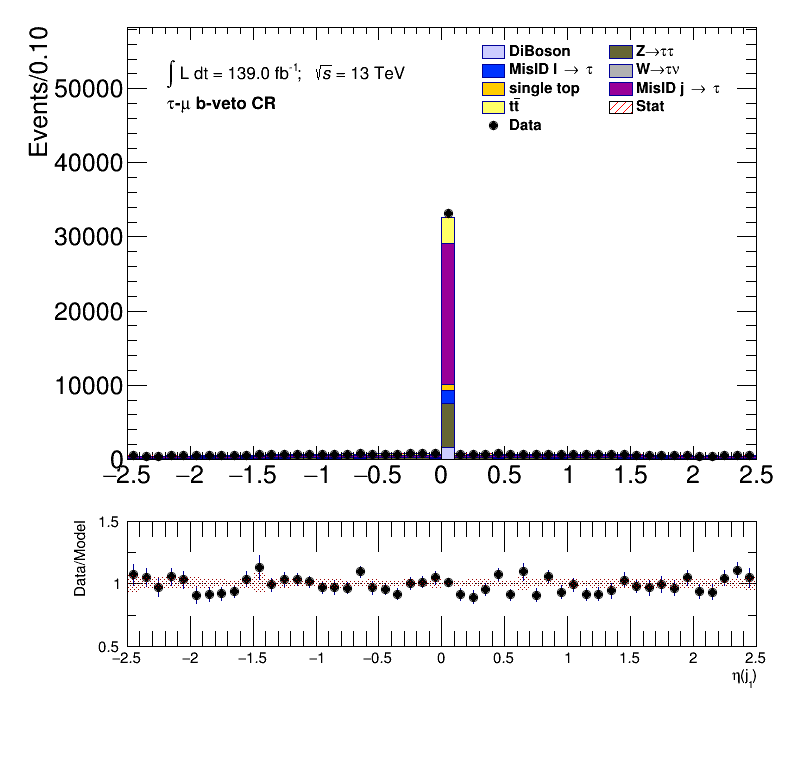 Events/0.10
50000
40000
30000
20000
10000
0
∫ L dt = 139.0 fb⁻¹; √s = 13 TeV
τ-μ b-veto CR
DiBoson
MisID l → τ
single top
tt̄
Data
Z→ττ
W→τν
MisID j → τ
Stat
−2.5 −2 −1.5 −1 −0.5 0 0.5 1 1.5 2 2.5
Data/Model
1.5
1
0.5
−2.5 −2 −1.5 −1 −0.5 0 0.5 1 1.5 2 2.5
η(j₁)